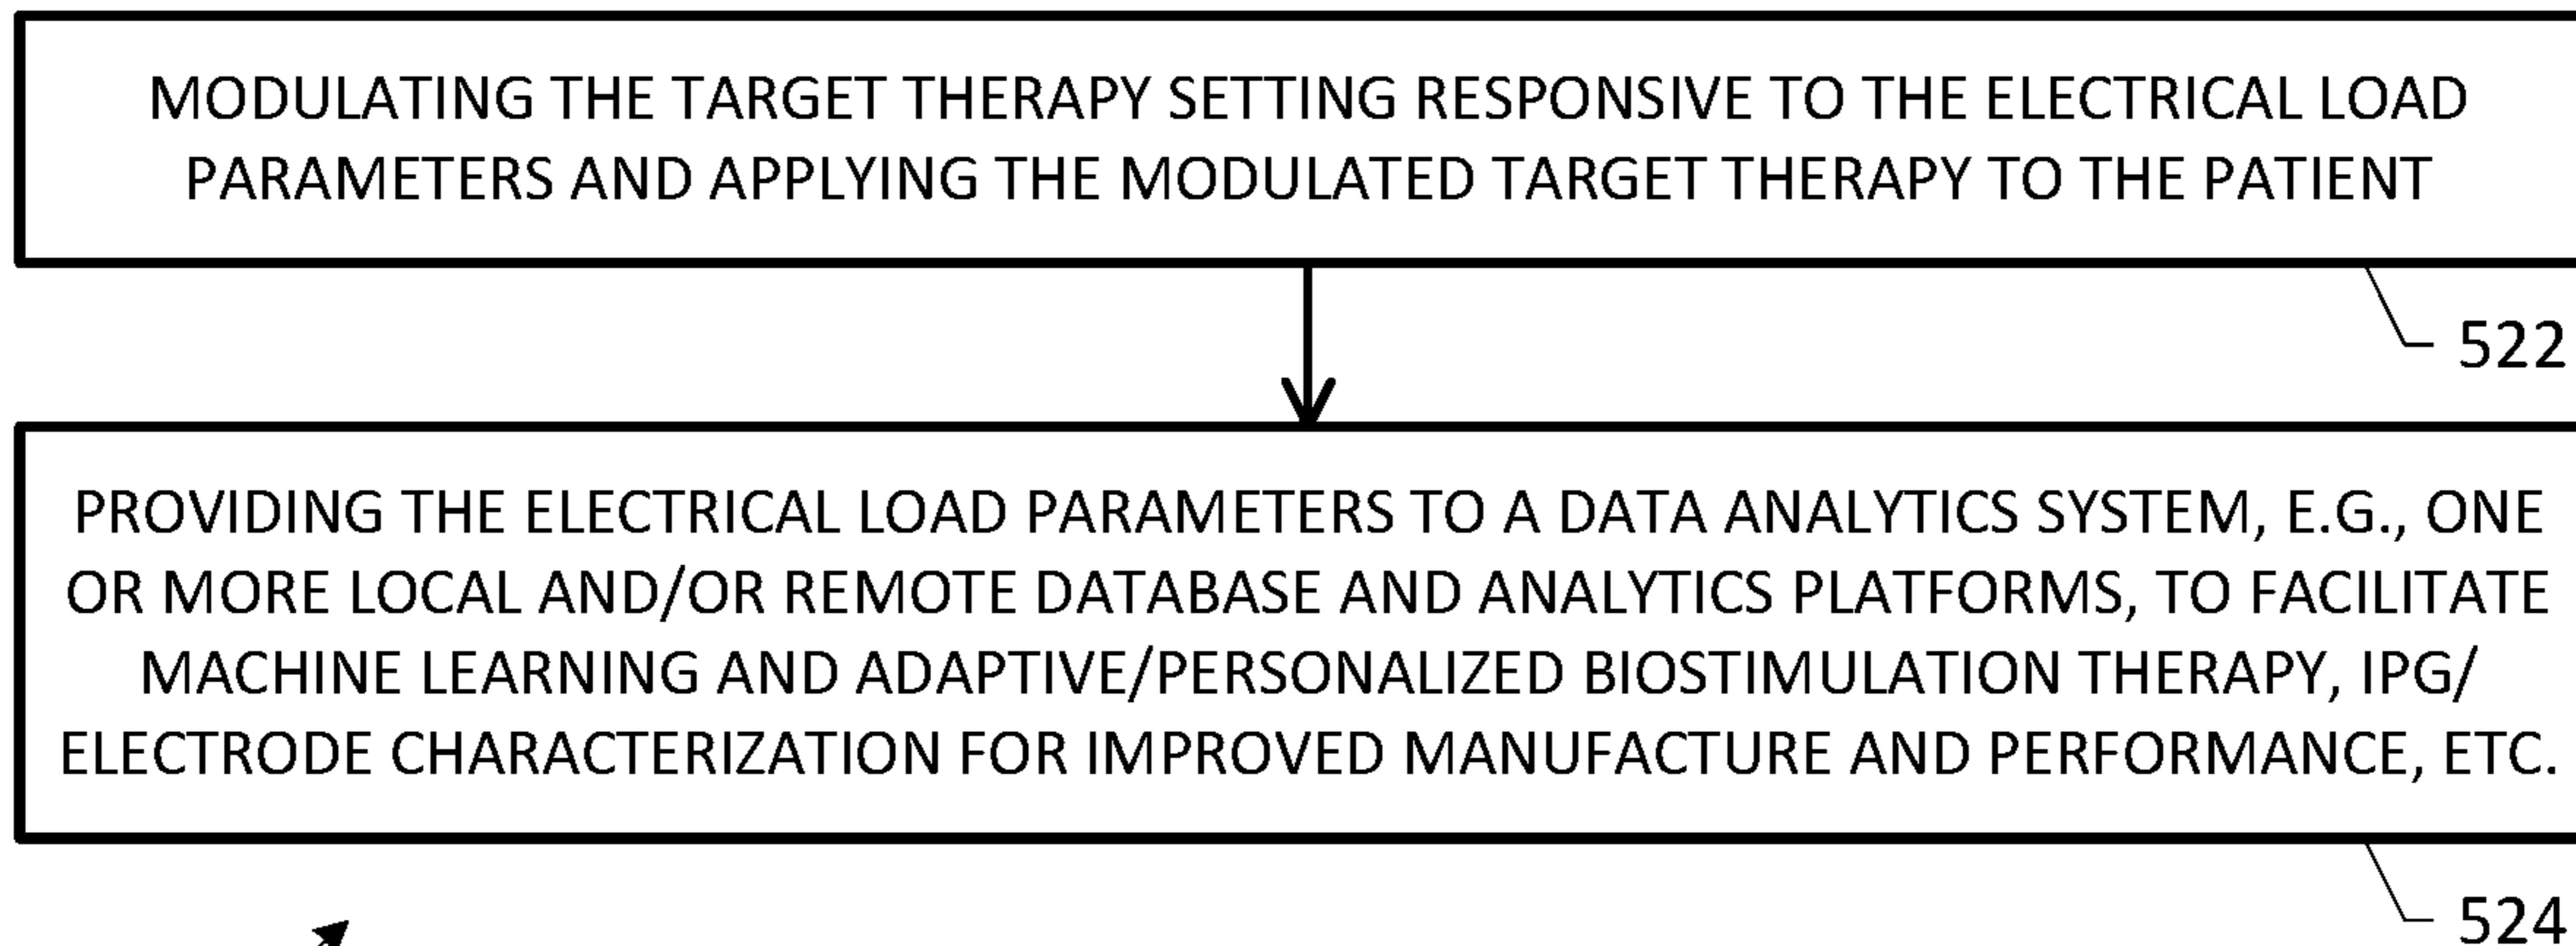 MODULATING THE TARGET THERAPY SETTING RESPONSIVE TO THE ELECTRICAL LOAD
PARAMETERS AND APPLYING THE MODULATED TARGET THERAPY TO THE PATIENT
522
PROVIDING THE ELECTRICAL LOAD PARAMETERS TO A DATA ANALYTICS SYSTEM, E.G., ONE
OR MORE LOCAL AND/OR REMOTE DATABASE AND ANALYTICS PLATFORMS, TO FACILITATE
MACHINE LEARNING AND ADAPTIVE/PERSONALIZED BIOSTIMULATION THERAPY, IPG/
ELECTRODE CHARACTERIZATION FOR IMPROVED MANUFACTURE AND PERFORMANCE, ETC.
524